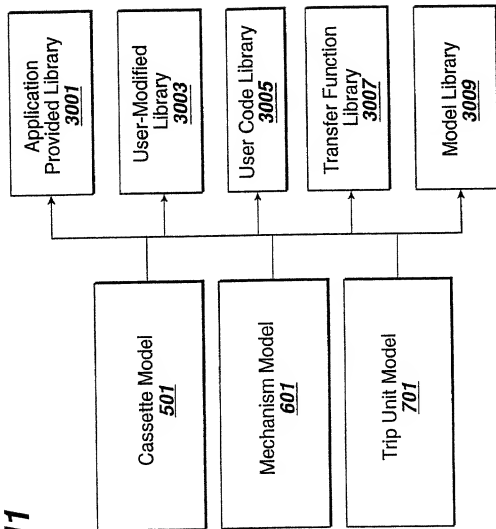 Application
Provided Library
3001
User-Modified
Library
3003
User Code Library
3005
Transfer Function
Library
3007
Model Library
3009
Cassette Model
501
Mechanism Model
601
Trip Unit Model
701